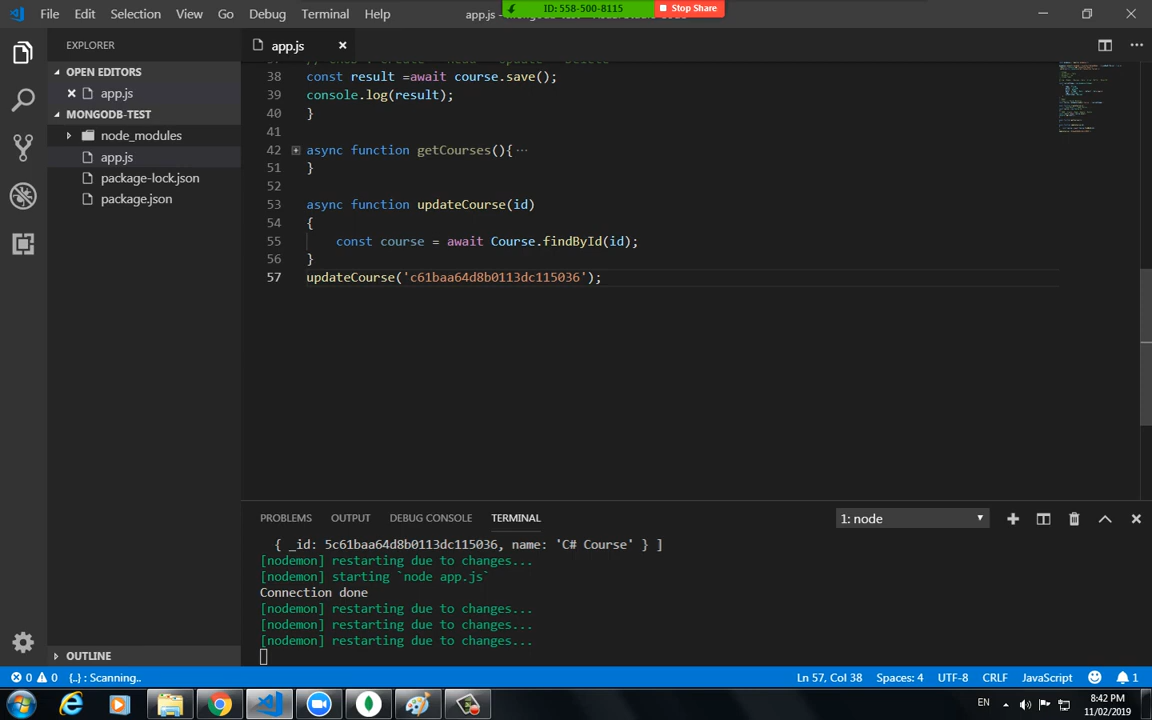 File Edit Selection View Go Debug Terminal Help
ID: 558-500-8115 Stop Share
EXPLORER
OPEN EDITORS
app.js
MONGODB-TEST
node_modules
app.js
package-lock.json
package.json
OUTLINE
app.js
38 const result =await course.save();
39 console.log(result);
40 }
41
42 async function getCourses(){ ...
51 }
52
53 async function updateCourse(id)
54 {
55 const course = await Course.findById(id);
56 }
57 updateCourse('c61baa64d8b0113dc115036');
PROBLEMS OUTPUT DEBUG CONSOLE TERMINAL 1: node
{ _id: 5c61baa64d8b0113dc115036, name: 'C# Course' } ]
[nodemon] restarting due to changes...
[nodemon] starting `node app.js`
Connection done
[nodemon] restarting due to changes...
[nodemon] restarting due to changes...
[nodemon] restarting due to changes...
0 0 {..} : Scanning.. Ln 57, Col 38 Spaces: 4 UTF-8 CRLF JavaScript 1
EN 8:42 PM
11/02/2019